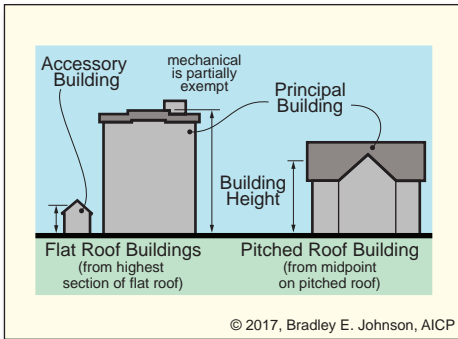 Accessory
Building
mechanical
is partially
exempt
Principal
Building
Building
Height
Flat Roof Buildings
(from highest
section of flat roof)
Pitched Roof Building
(from midpoint
on pitched roof)
© 2017, Bradley E. Johnson, AICP